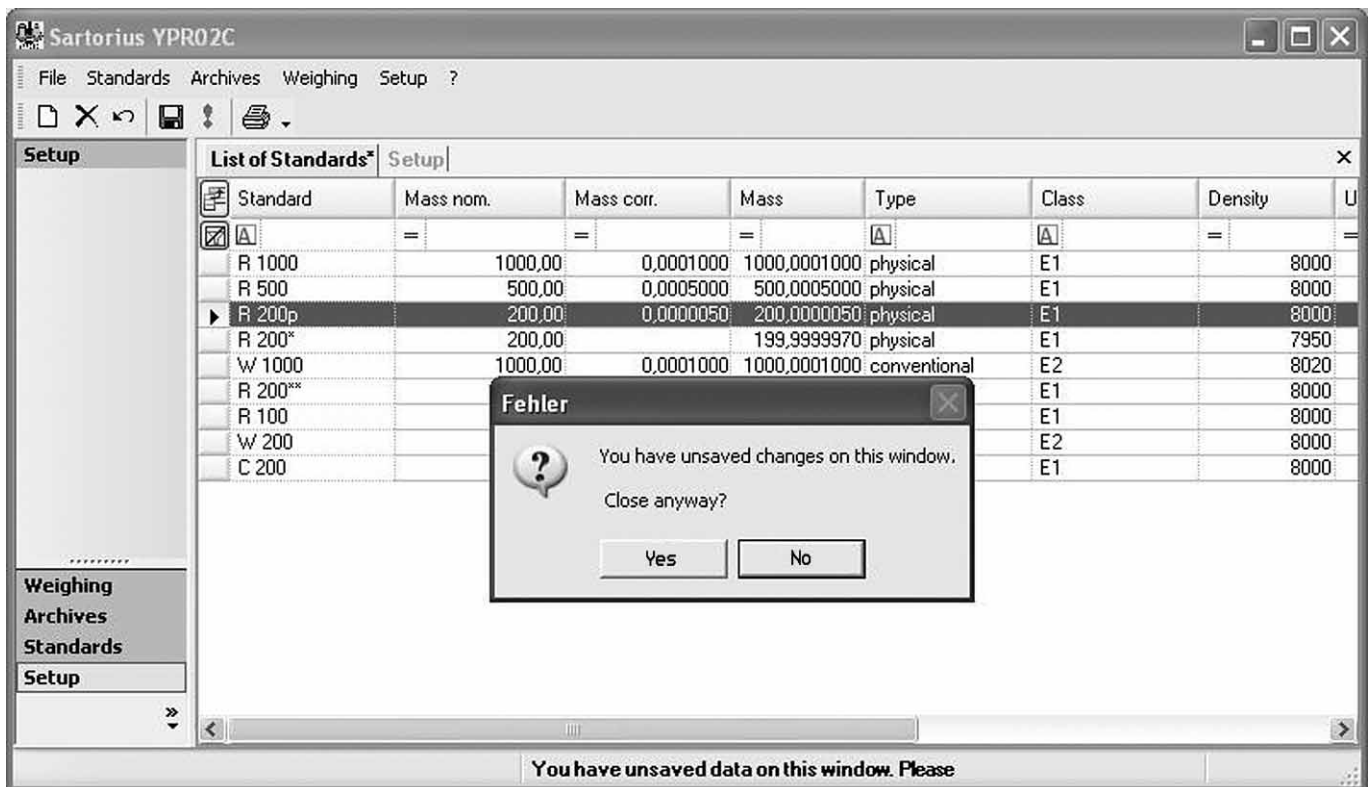 Sartorius YPR02C
File Standards Archives Weighing Setup ?
Setup
List of Standards* Setup
Standard Mass nom. Mass corr. Mass Type Class Density U
A = = = A A = =
R 1000 1000,00 0,0001000 1000,0001000 physical E1 8000
R 500 500,00 0,0005000 500,0005000 physical E1 8000
R 200p 200,00 0,0000050 200,0000050 physical E1 8000
R 200* 200,00 199,9999970 physical E1 7950
W 1000 1000,00 0,0001000 1000,0001000 conventional E2 8020
R 200** E1 8000
R 100 E1 8000
W 200 E2 8000
C 200 E1 8000
Fehler
You have unsaved changes on this window.
Close anyway?
Yes No
Weighing
Archives
Standards
Setup
You have unsaved data on this window. Please